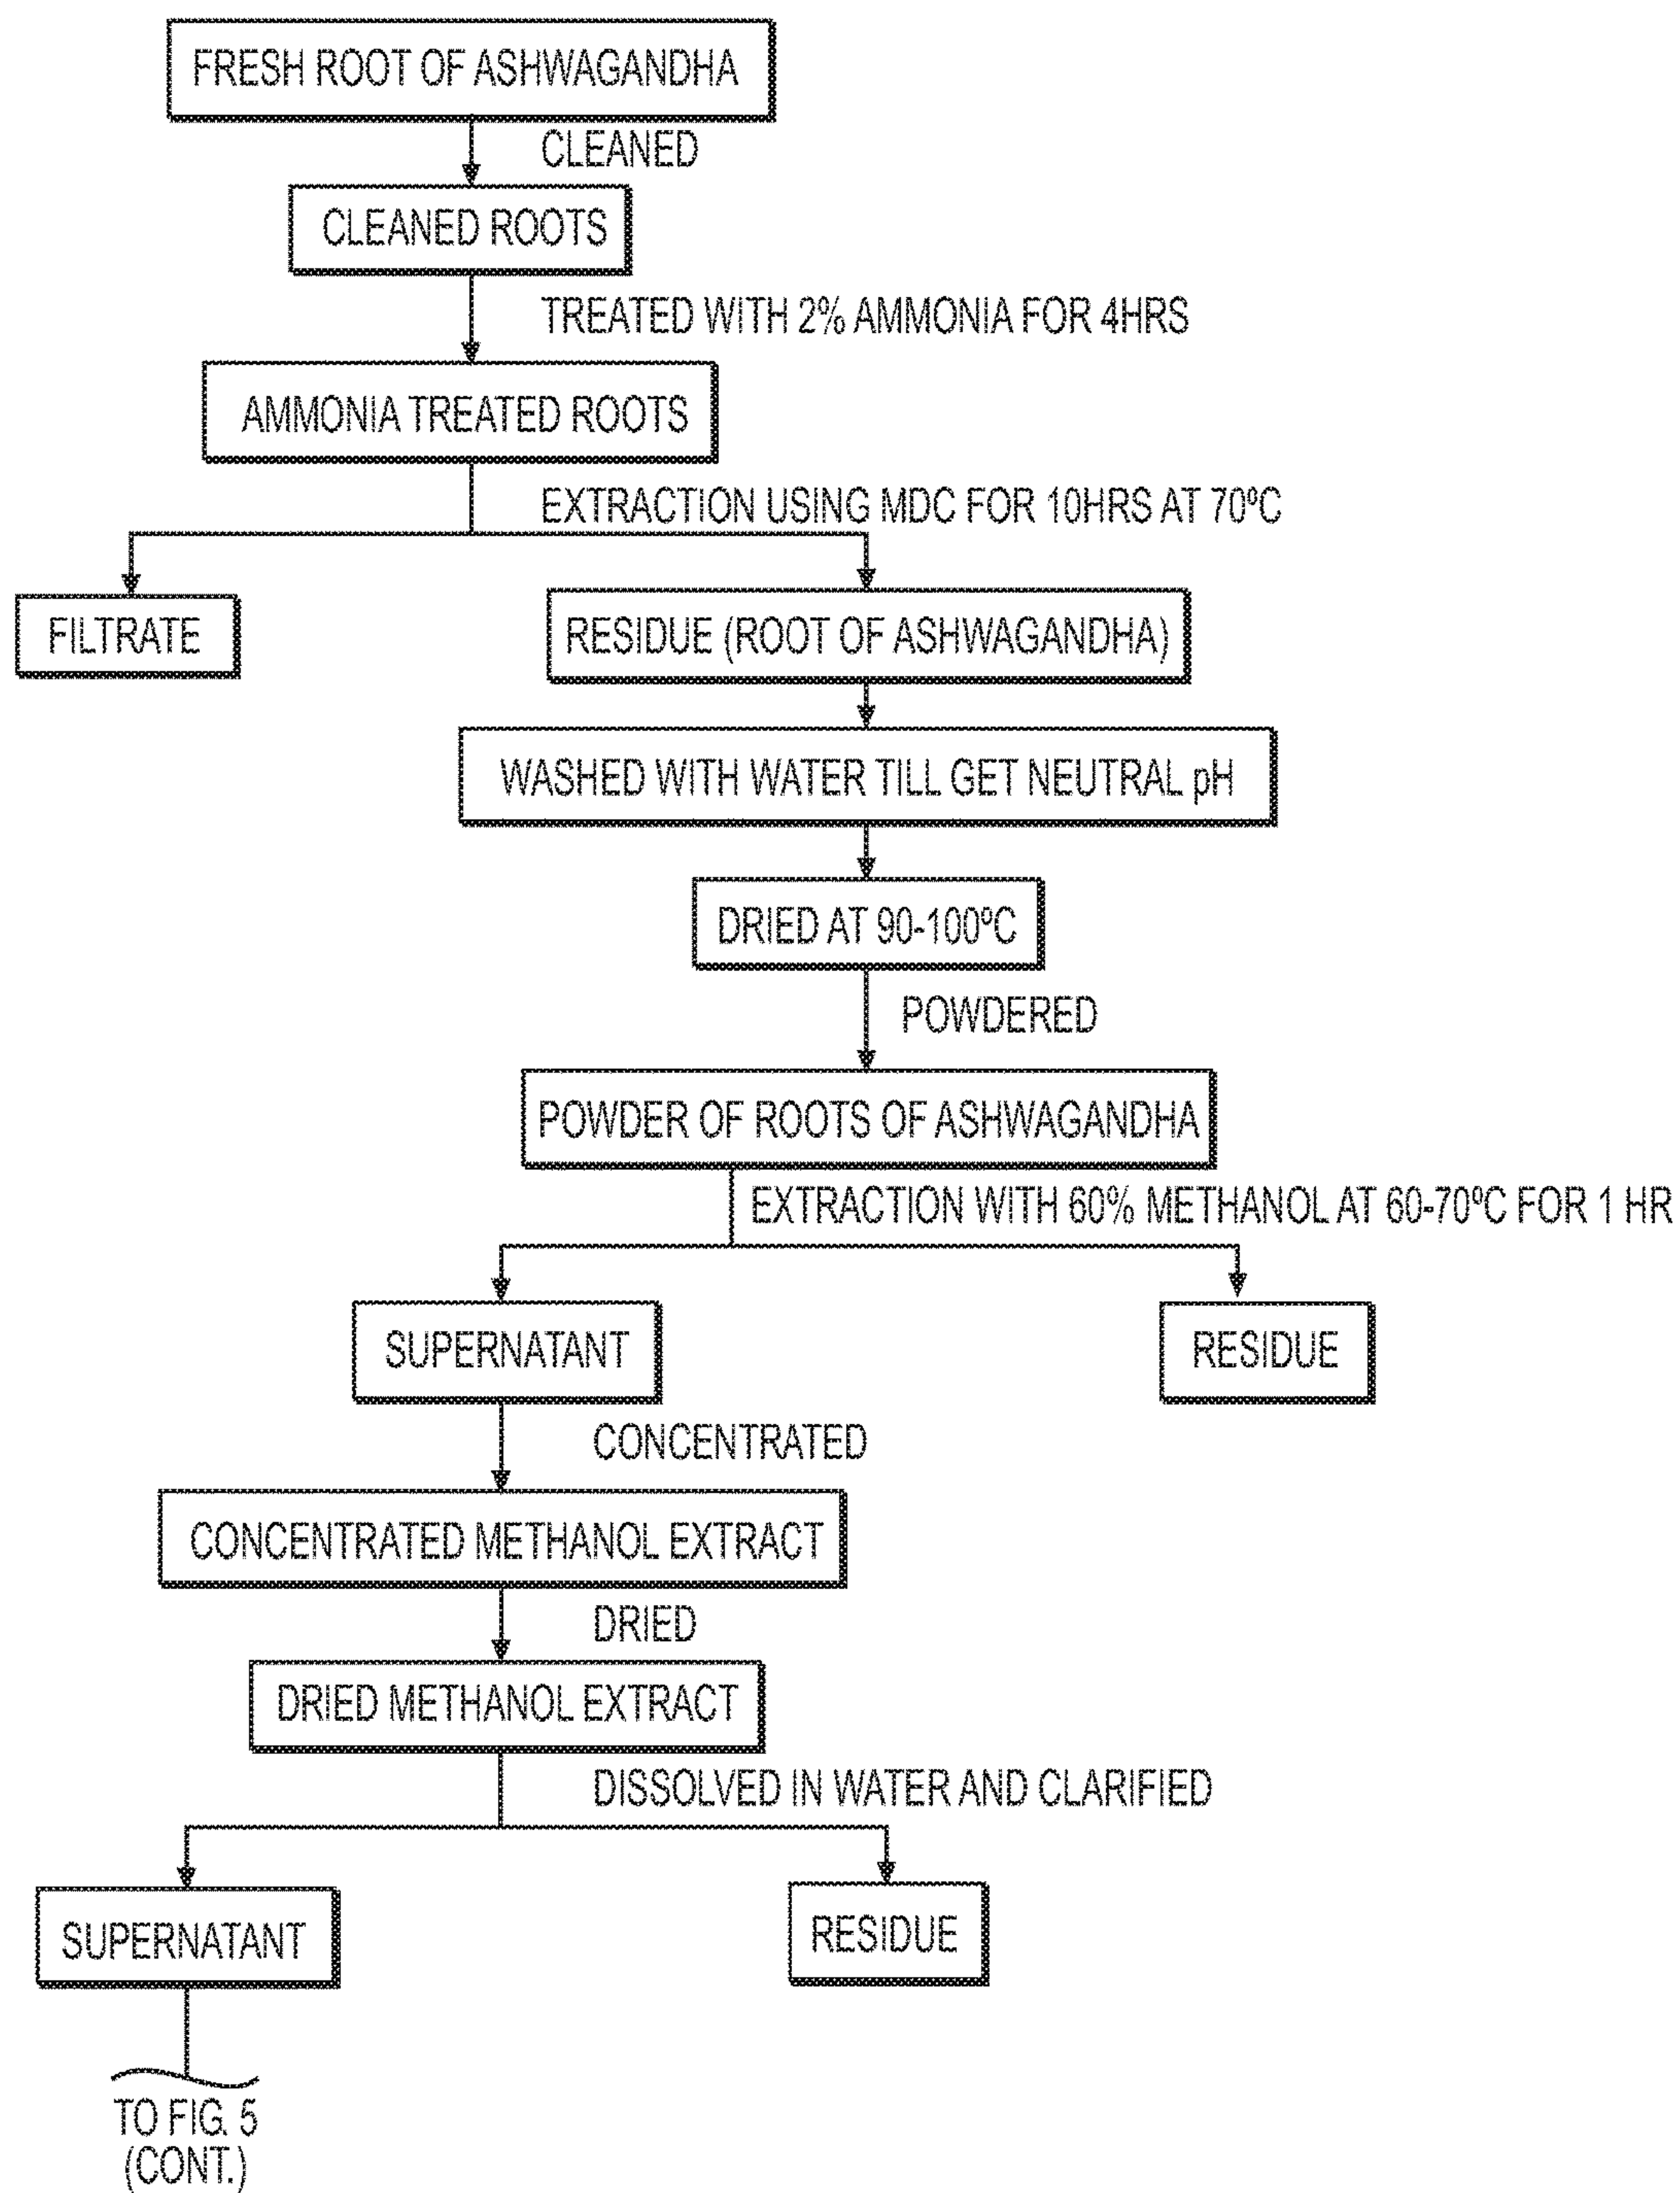 FRESH ROOT OF ASHWAGANDHA
CLEANED
CLEANED ROOTS
TREATED WITH 2% AMMONIA FOR 4HRS
AMMONIA TREATED ROOTS
EXTRACTION USING MDC FOR 10HRS AT 70ºC
FILTRATE
RESIDUE (ROOT OF ASHWAGANDHA)
WASHED WITH WATER TILL GET NEUTRAL pH
DRIED AT 90-100ºC
POWDERED
POWDER OF ROOTS OF ASHWAGANDHA
EXTRACTION WITH 60% METHANOL AT 60-70ºC FOR 1 HR
SUPERNATANT
RESIDUE
CONCENTRATED
CONCENTRATED METHANOL EXTRACT
DRIED
DRIED METHANOL EXTRACT
DISSOLVED IN WATER AND CLARIFIED
SUPERNATANT
RESIDUE
TO FIG. 5
(CONT.)